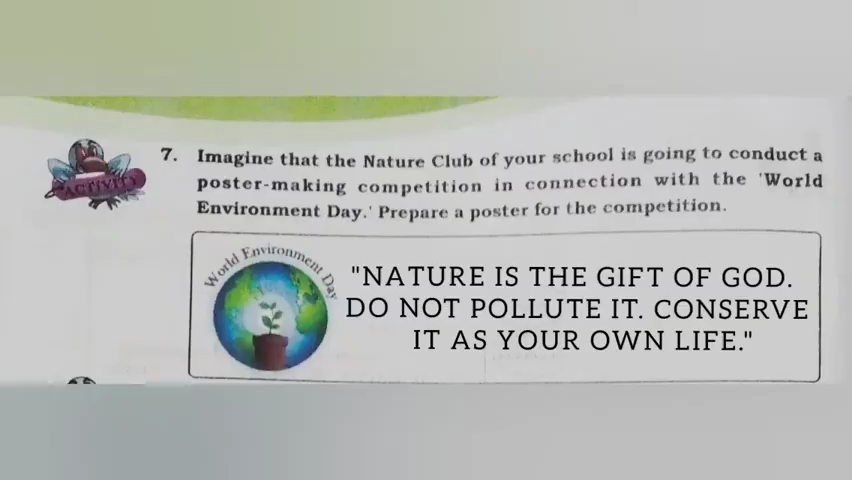 ACTIVITY
7. Imagine that the Nature Club of your school is going to conduct a
poster-making competition in connection with the 'World
Environment Day.' Prepare a poster for the competition.
World Environment Day
"NATURE IS THE GIFT OF GOD.
DO NOT POLLUTE IT. CONSERVE
IT AS YOUR OWN LIFE."